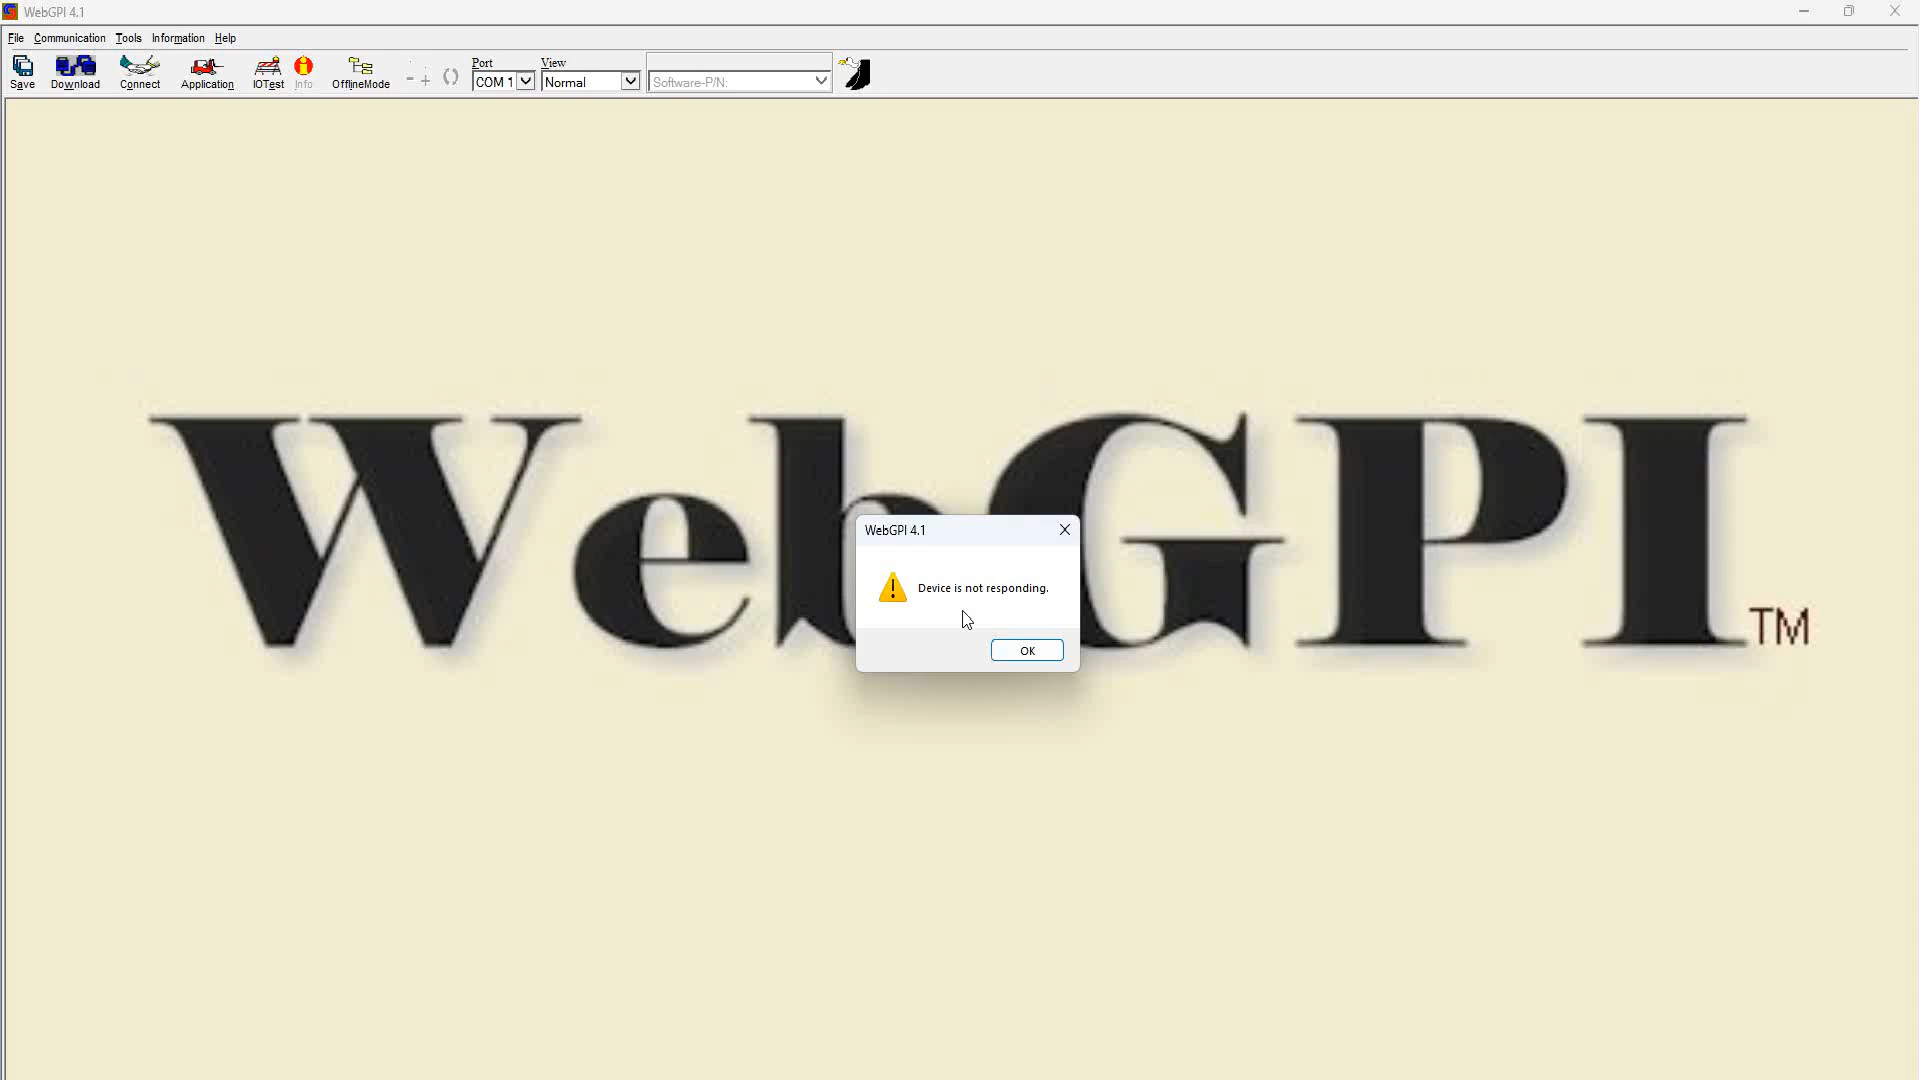 WebGPI 4.1
File Communication Tools Information Help
Port View
COM 1 Normal Software-P/N:
Save Download Connect Application IOTest Info OfflineMode
WebGPI TM
WebGPI 4.1
Device is not responding.
OK